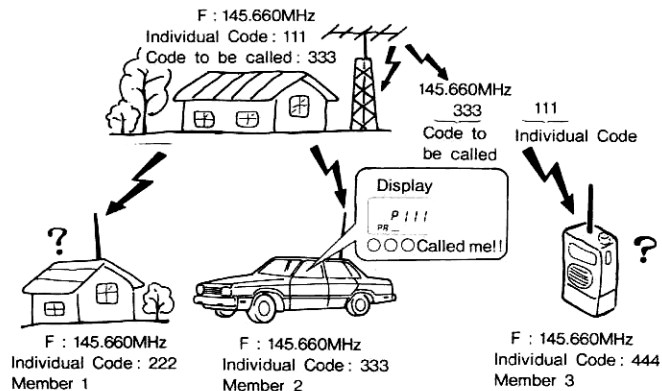 F : 145.660MHz
Individual Code : 111
Code to be called : 333
145.660MHz
333 111
Code to be called
Individual Code
Display
P111
PR
○○○Called me!!
?
?
F : 145.660MHz
Individual Code : 222
Member 1
F : 145.660MHz
Individual Code : 333
Member 2
F : 145.660MHz
Individual Code : 444
Member 3